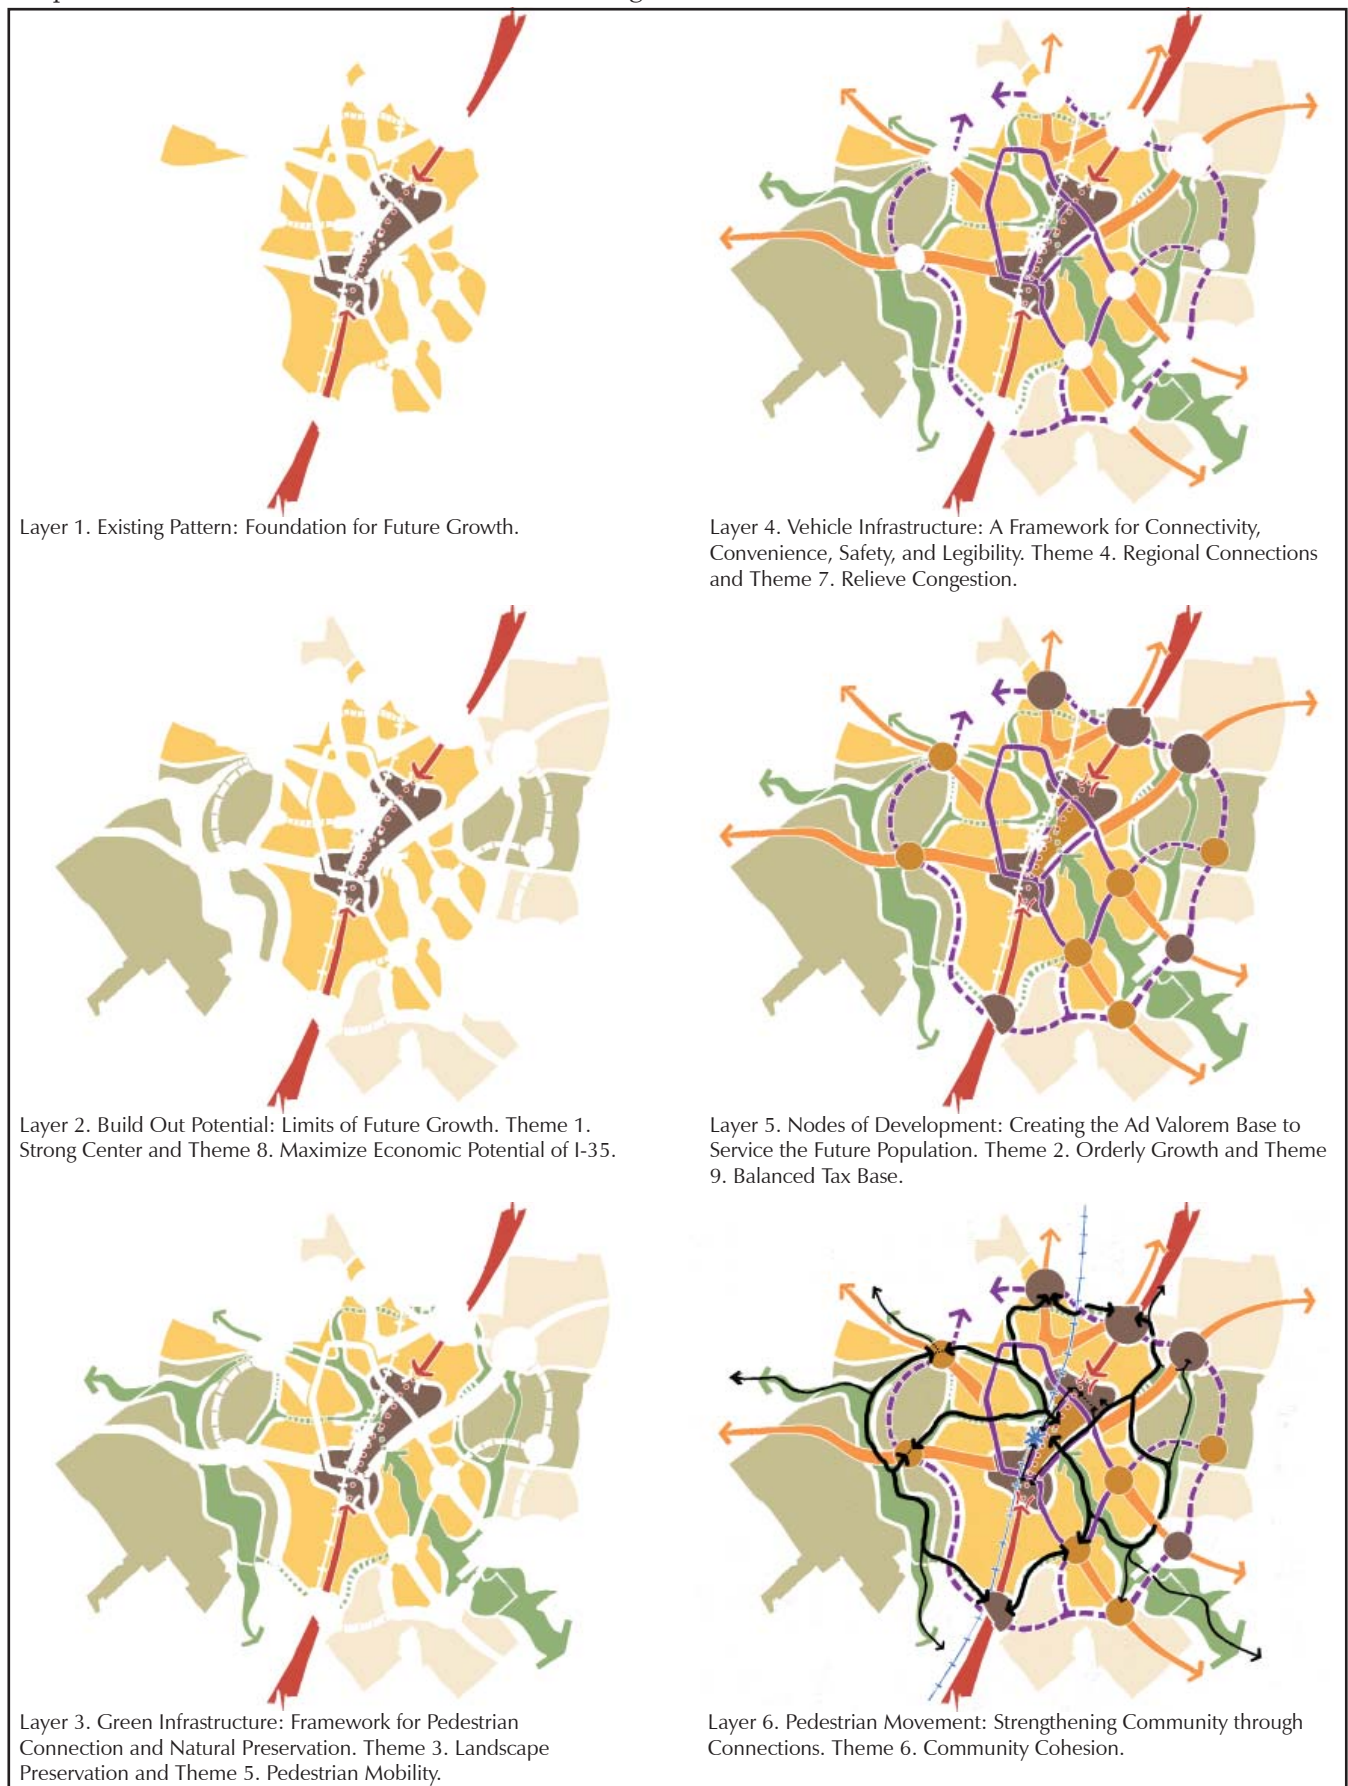 Layer 1. Existing Pattern: Foundation for Future Growth.
Layer 4. Vehicle Infrastructure: A Framework for Connectivity,
Convenience, Safety, and Legibility. Theme 4. Regional Connections
and Theme 7. Relieve Congestion.
Layer 2. Build Out Potential: Limits of Future Growth. Theme 1.
Strong Center and Theme 8. Maximize Economic Potential of I-35.
Layer 5. Nodes of Development: Creating the Ad Valorem Base to
Service the Future Population. Theme 2. Orderly Growth and Theme
9. Balanced Tax Base.
Layer 3. Green Infrastructure: Framework for Pedestrian
Connection and Natural Preservation. Theme 3. Landscape
Preservation and Theme 5. Pedestrian Mobility.
Layer 6. Pedestrian Movement: Strengthening Community through
Connections. Theme 6. Community Cohesion.